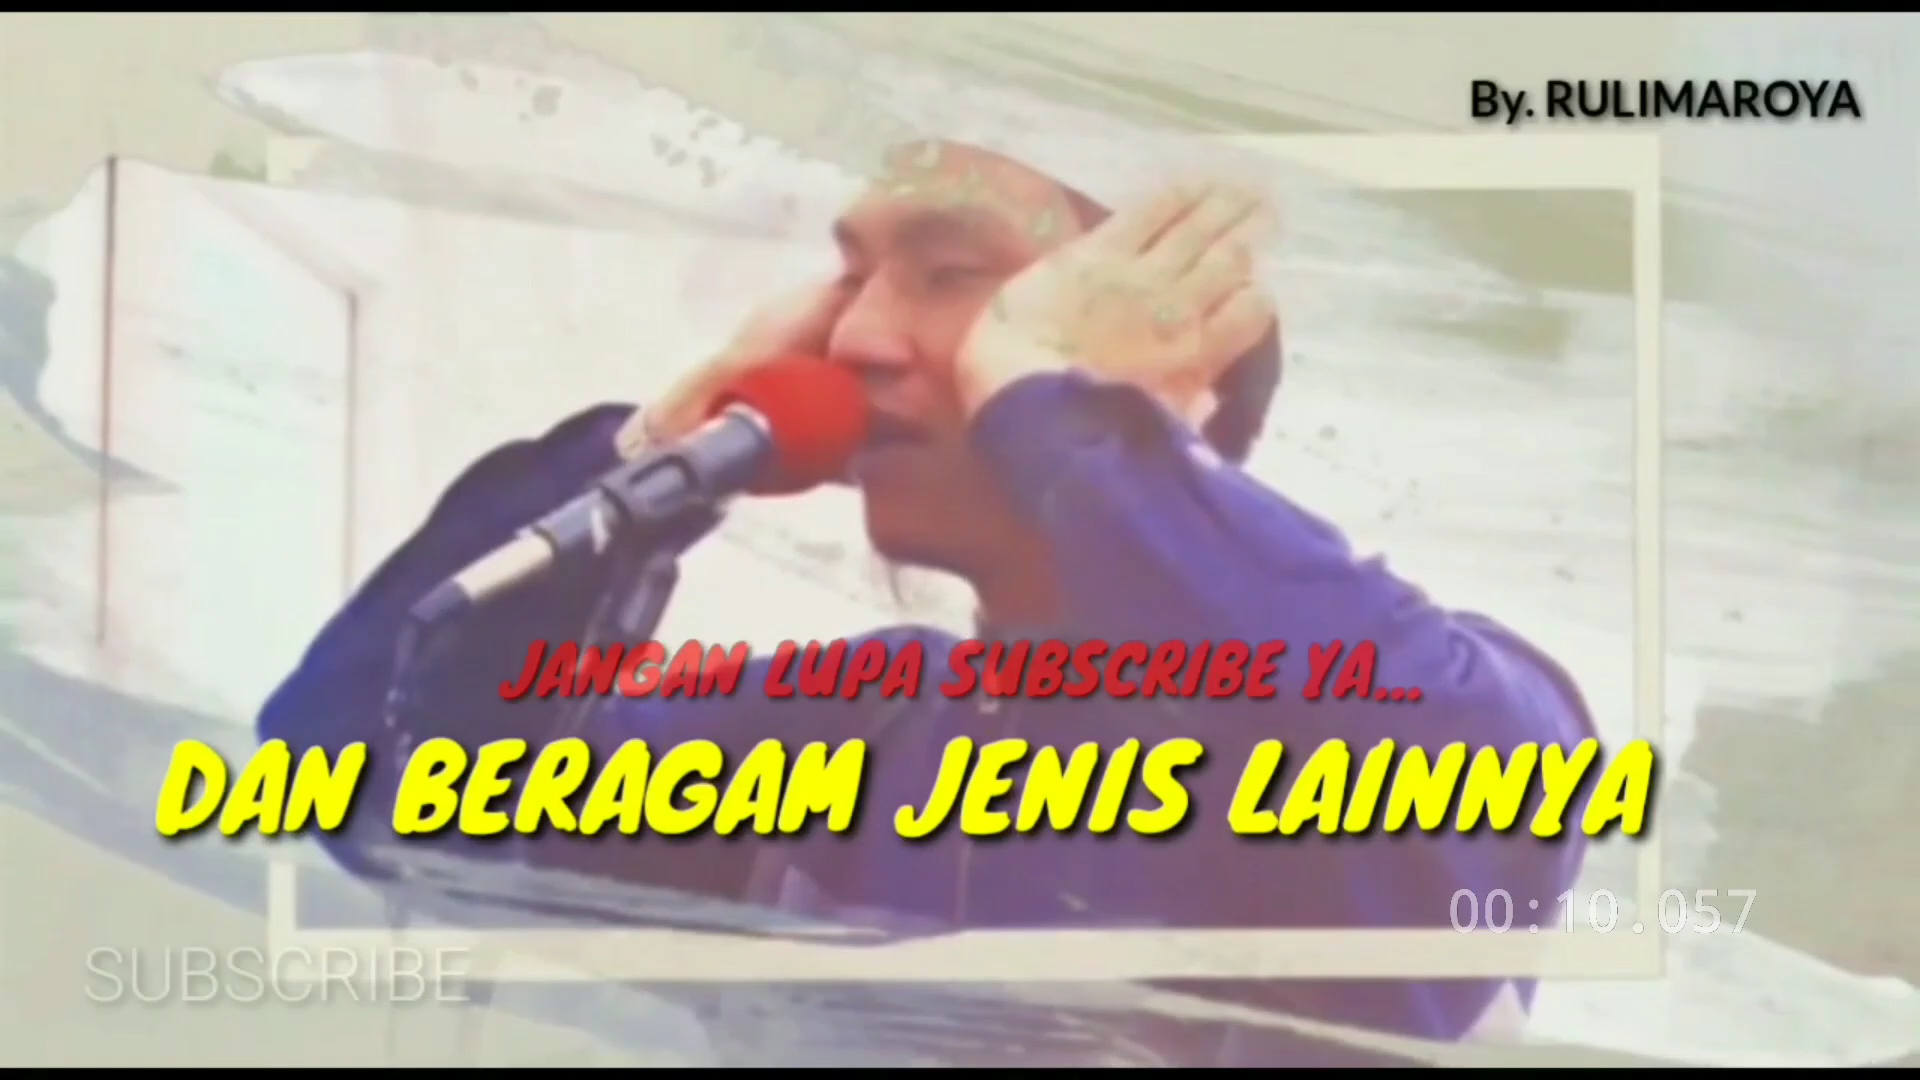 By. RULIMAROYA
JANGAN LUPA SUBSCRIBE YA...
DAN BERAGAM JENIS LAINNYA
00:10.057
SUBSCRIBE